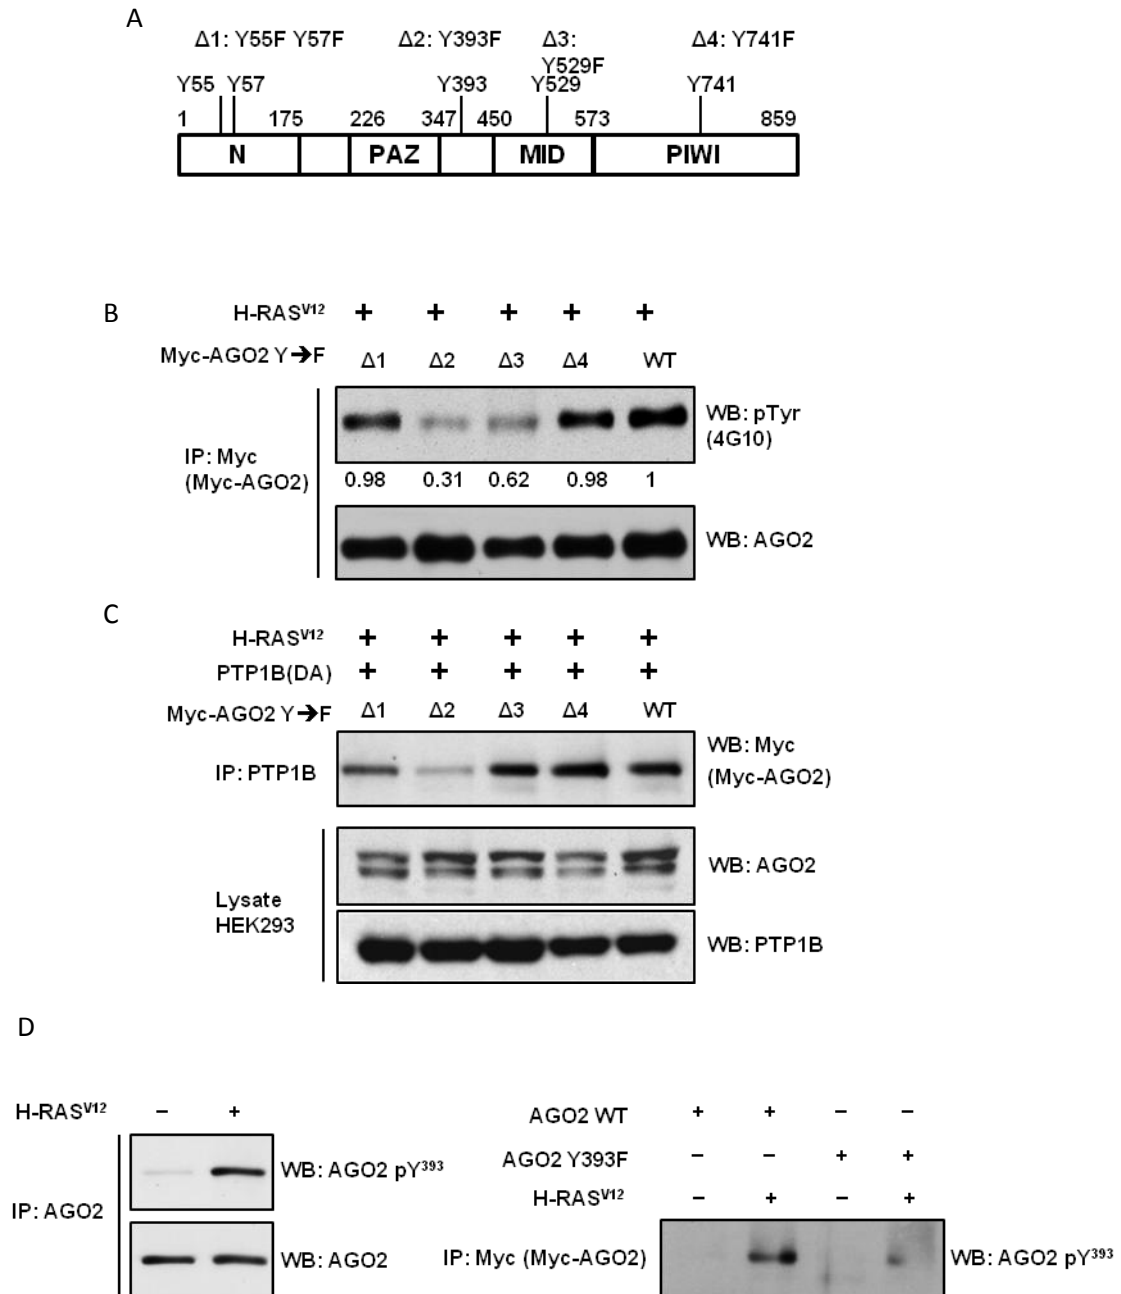 A
Δ1: Y55F Y57F Δ2: Y393F Δ3: Y529F Δ4: Y741F
Y55 Y57 Y393 Y529 Y741
1 175 226 347 450 573 859
N PAZ MID PIWI
B
H-RASV12 + + + + +
Myc-AGO2 Y→F Δ1 Δ2 Δ3 Δ4 WT
WB: pTyr
(4G10)
IP: Myc
(Myc-AGO2)
0.98 0.31 0.62 0.98 1
WB: AGO2
C
H-RASV12 + + + + +
PTP1B(DA) + + + + +
Myc-AGO2 Y→F Δ1 Δ2 Δ3 Δ4 WT
IP: PTP1B
WB: Myc
(Myc-AGO2)
WB: AGO2
Lysate
HEK293
WB: PTP1B
D
H-RASV12 − +
IP: AGO2
WB: AGO2 pY393
WB: AGO2
AGO2 WT + + − −
AGO2 Y393F − − + +
H-RASV12 − + − +
IP: Myc (Myc-AGO2)
WB: AGO2 pY393